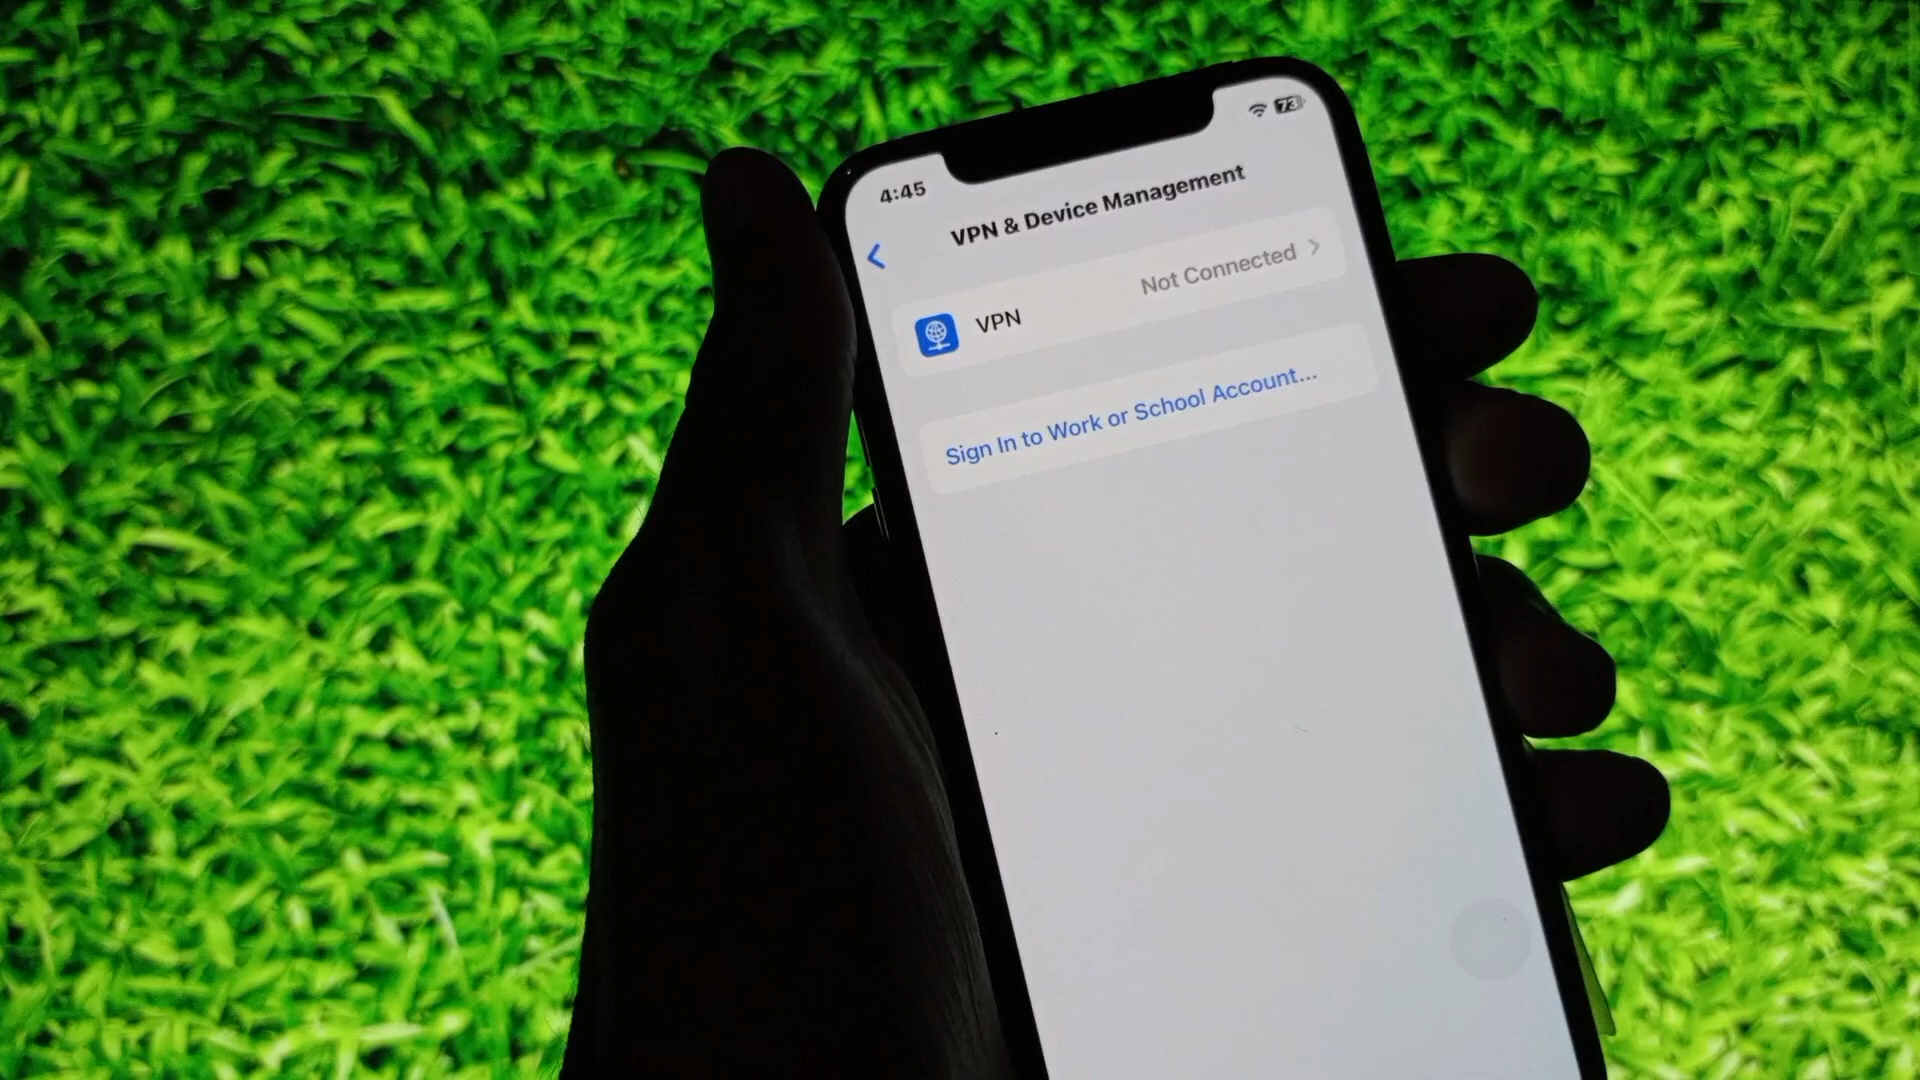 4:45
73
VPN & Device Management
VPN Not Connected
Sign In to Work or School Account...